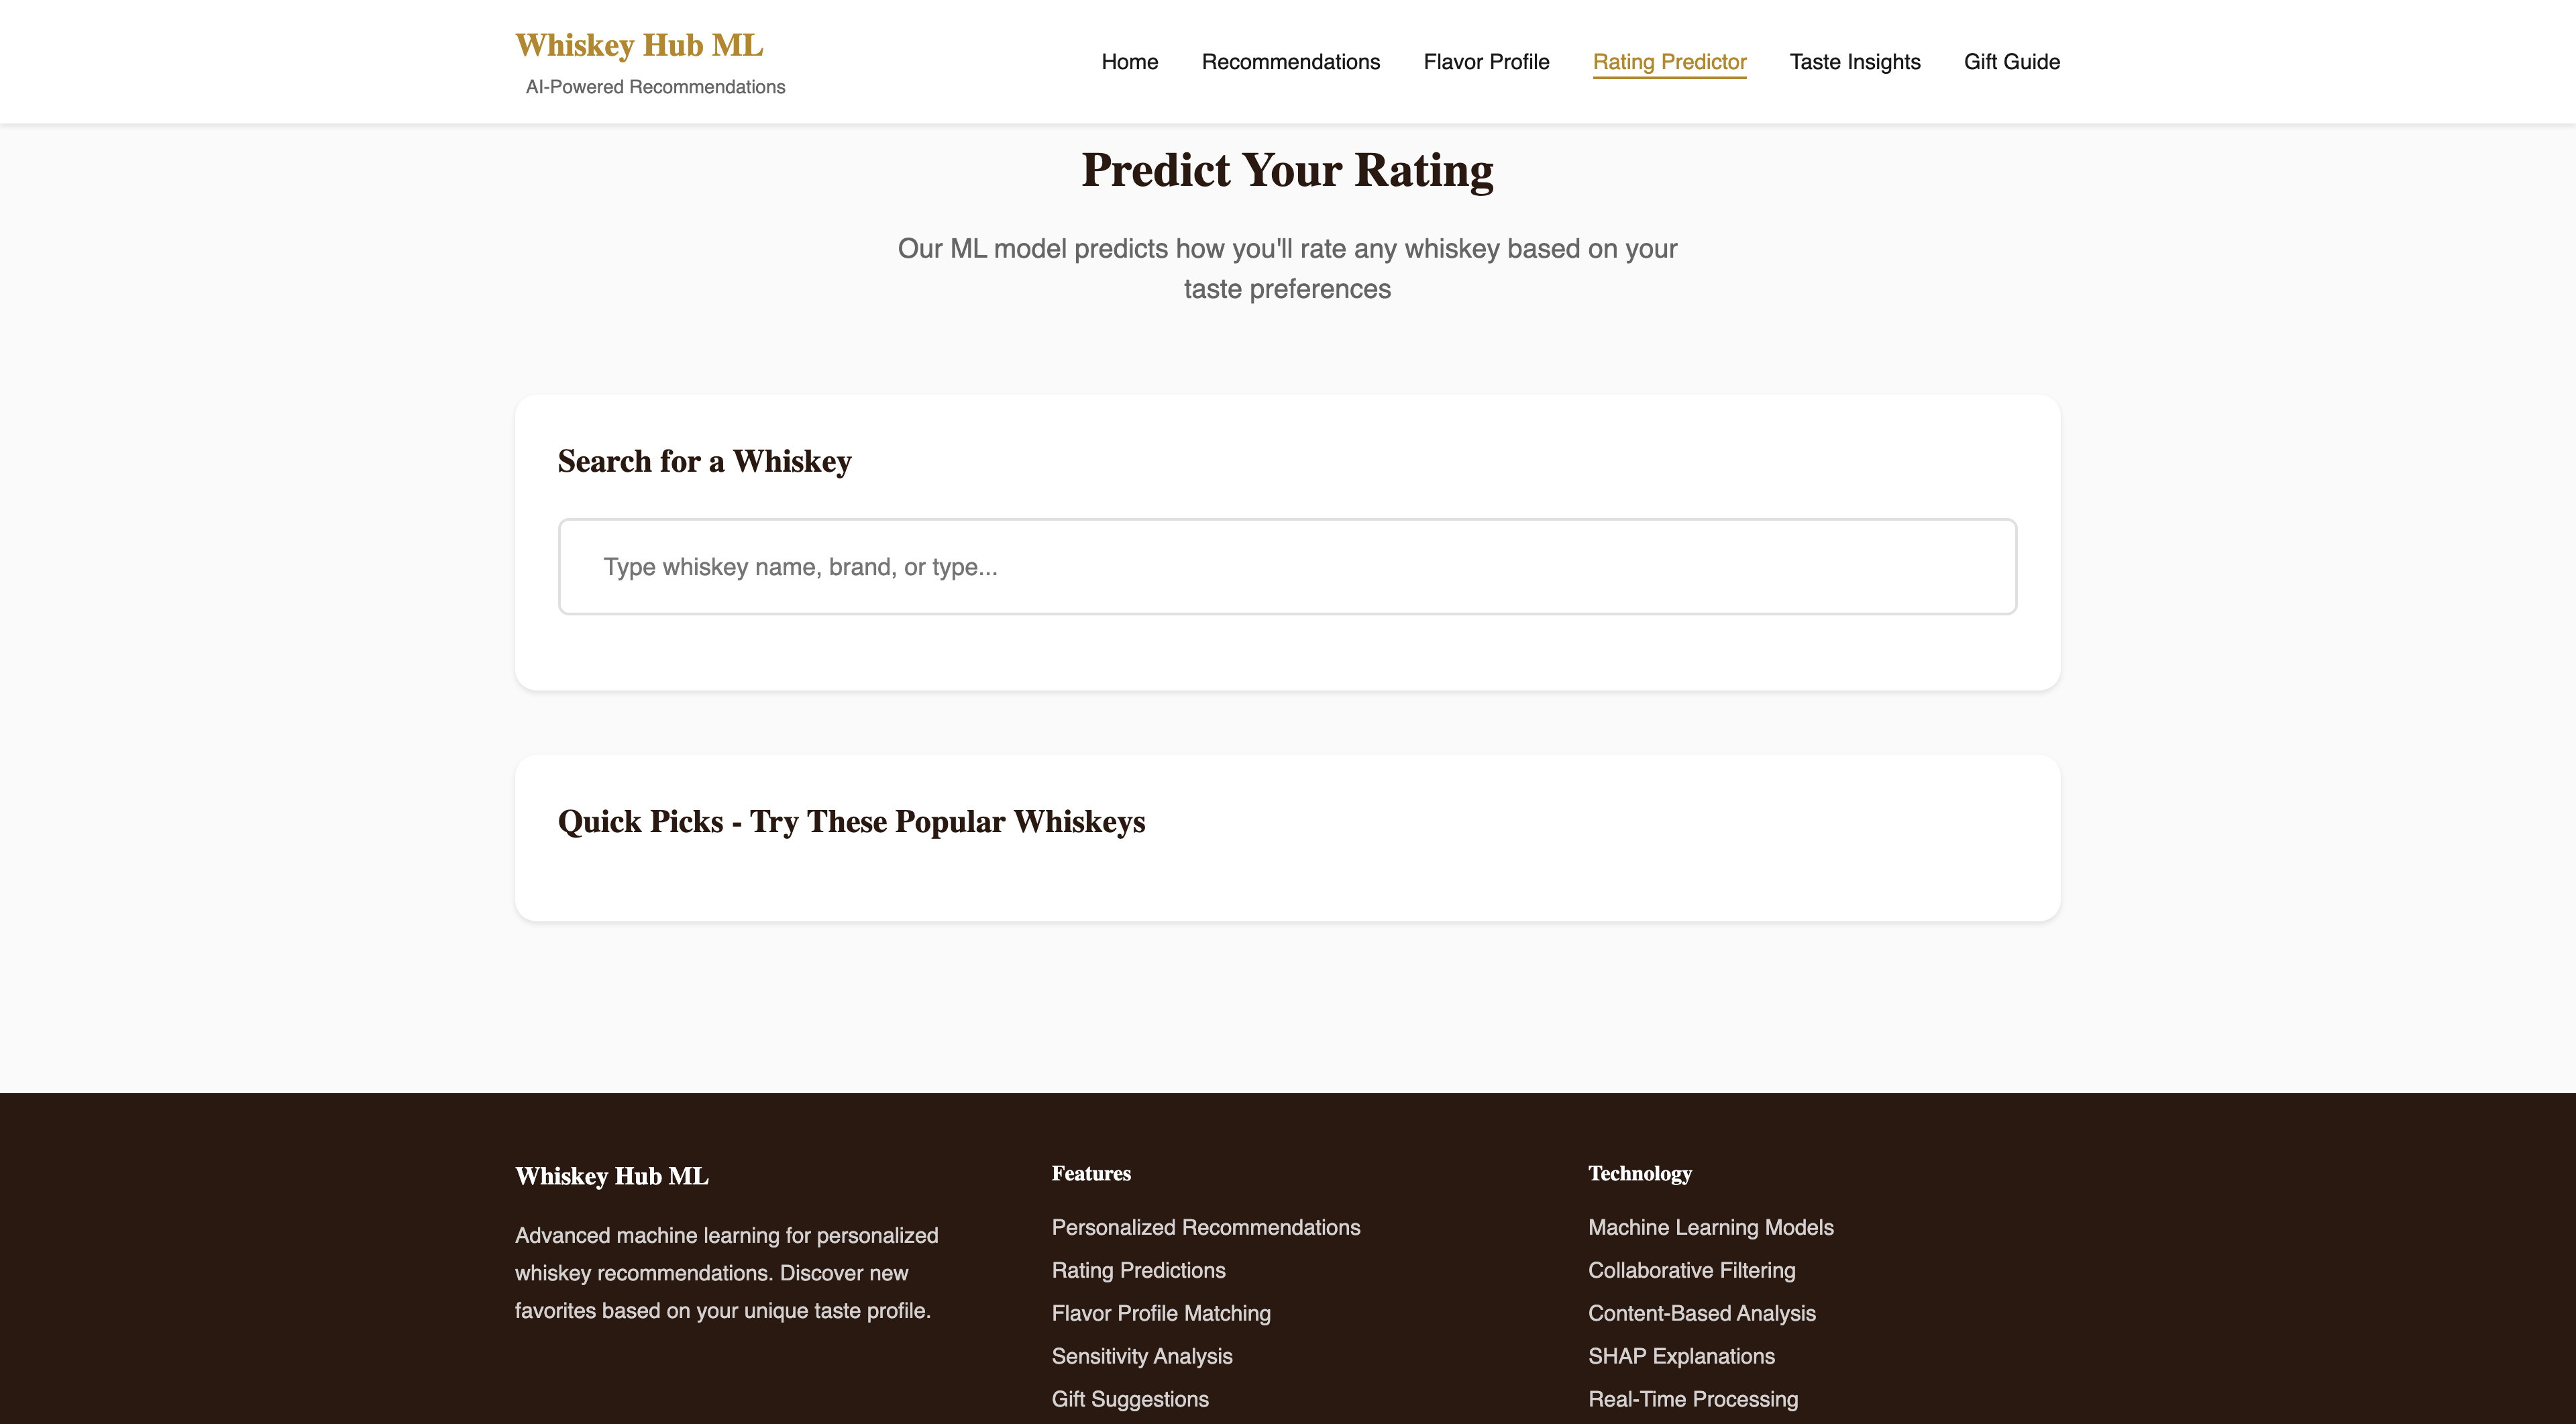 Whiskey Hub ML
AI-Powered Recommendations
Home
Recommendations
Flavor Profile
Rating Predictor
Taste Insights
Gift Guide
Predict Your Rating
Our ML model predicts how you'll rate any whiskey based on your
taste preferences
Search for a Whiskey
Type whiskey name, brand, or type...
Quick Picks - Try These Popular Whiskeys
Whiskey Hub ML
Advanced machine learning for personalized
whiskey recommendations. Discover new
favorites based on your unique taste profile.
Features
Personalized Recommendations
Rating Predictions
Flavor Profile Matching
Sensitivity Analysis
Gift Suggestions
Technology
Machine Learning Models
Collaborative Filtering
Content-Based Analysis
SHAP Explanations
Real-Time Processing